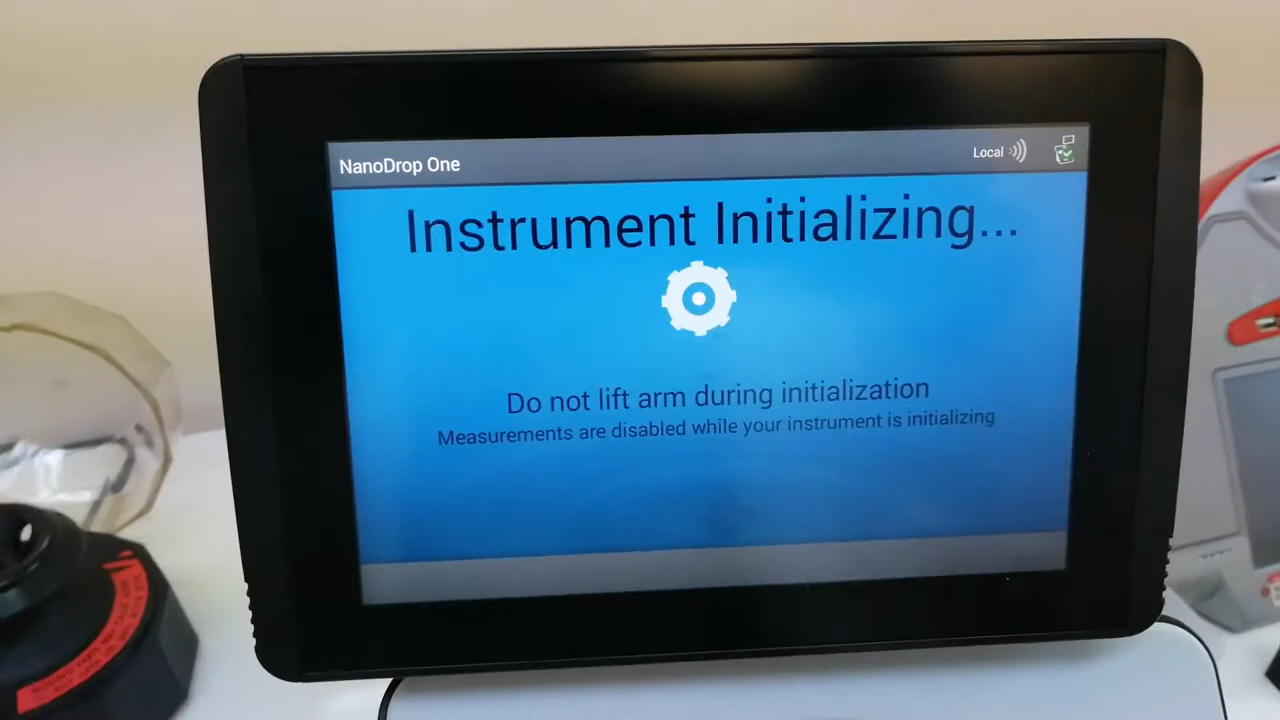 NanoDrop One
Local
Instrument Initializing...
Do not lift arm during initialization
Measurements are disabled while your instrument is initializing